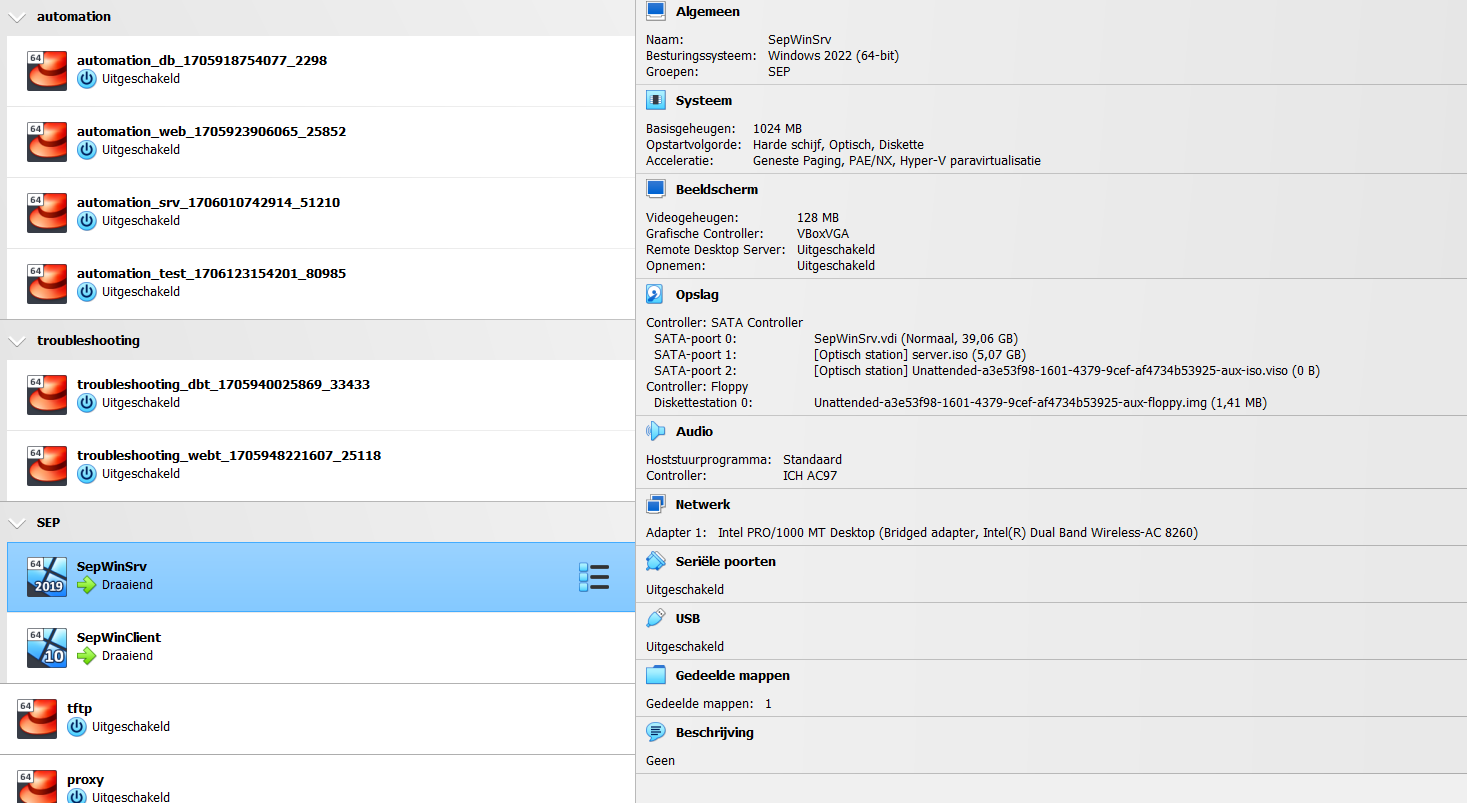 automation
64
automation_db_1705918754077_2298
Uitgeschakeld
64
automation_web_1705923906065_25852
Uitgeschakeld
64
automation_srv_1706010742914_51210
Uitgeschakeld
64
automation_test_1706123154201_80985
Uitgeschakeld
troubleshooting
64
troubleshooting_dbt_1705940025869_33433
Uitgeschakeld
64
troubleshooting_webt_1705948221607_25118
Uitgeschakeld
SEP
64
2019
SepWinSrv
Draaiend
64
10
SepWinClient
Draaiend
64
tftp
Uitgeschakeld
64
proxy
Uitgeschakeld
Algemeen
Naam: SepWinSrv
Besturingssysteem: Windows 2022 (64-bit)
Groepen: SEP
Systeem
Basisgeheugen: 1024 MB
Opstartvolgorde: Harde schijf, Optisch, Diskette
Acceleratie: Geneste Paging, PAE/NX, Hyper-V paravirtualisatie
Beeldscherm
Videogeheugen: 128 MB
Grafische Controller: VBoxVGA
Remote Desktop Server: Uitgeschakeld
Opnemen: Uitgeschakeld
Opslag
Controller: SATA Controller
SATA-poort 0: SepWinSrv.vdi (Normaal, 39,06 GB)
SATA-poort 1: [Optisch station] server.iso (5,07 GB)
SATA-poort 2: [Optisch station] Unattended-a3e53f98-1601-4379-9cef-af4734b53925-aux-iso.viso (0 B)
Controller: Floppy
Diskettestation 0: Unattended-a3e53f98-1601-4379-9cef-af4734b53925-aux-floppy.img (1,41 MB)
Audio
Hoststuurprogramma: Standaard
Controller: ICH AC97
Netwerk
Adapter 1: Intel PRO/1000 MT Desktop (Bridged adapter, Intel(R) Dual Band Wireless-AC 8260)
Seriële poorten
Uitgeschakeld
USB
Uitgeschakeld
Gedeelde mappen
Gedeelde mappen: 1
Beschrijving
Geen